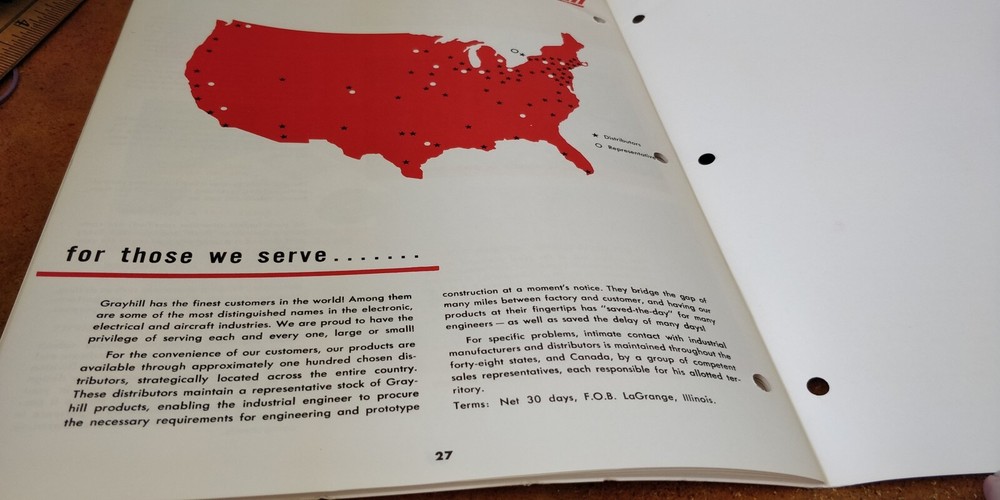 Distributors
Representative
for those we serve.......
Grayhill has the finest customers in the world! Among them
are some of the most distinguished names in the electronic,
electrical and aircraft industries. We are proud to have the
privilege of serving each and every one, large or small!
For the convenience of our customers, our products are
available through approximately one hundred chosen dis-
tributors, strategically located across the entire country.
These distributors maintain a representative stock of Gray-
hill products, enabling the industrial engineer to procure
the necessary requirements for engineering and prototype
construction at a moment's notice. They bridge the gap of
many miles between factory and customer, and having our
products at their fingertips has "saved-the-day" for many
engineers — as well as saved the delay of many days!
For specific problems, intimate contact with industrial
manufacturers and distributors is maintained throughout the
forty-eight states, and Canada, by a group of competent
sales representatives, each responsible for his allotted ter-
ritory.
Terms: Net 30 days, F.O.B. LaGrange, Illinois.
27